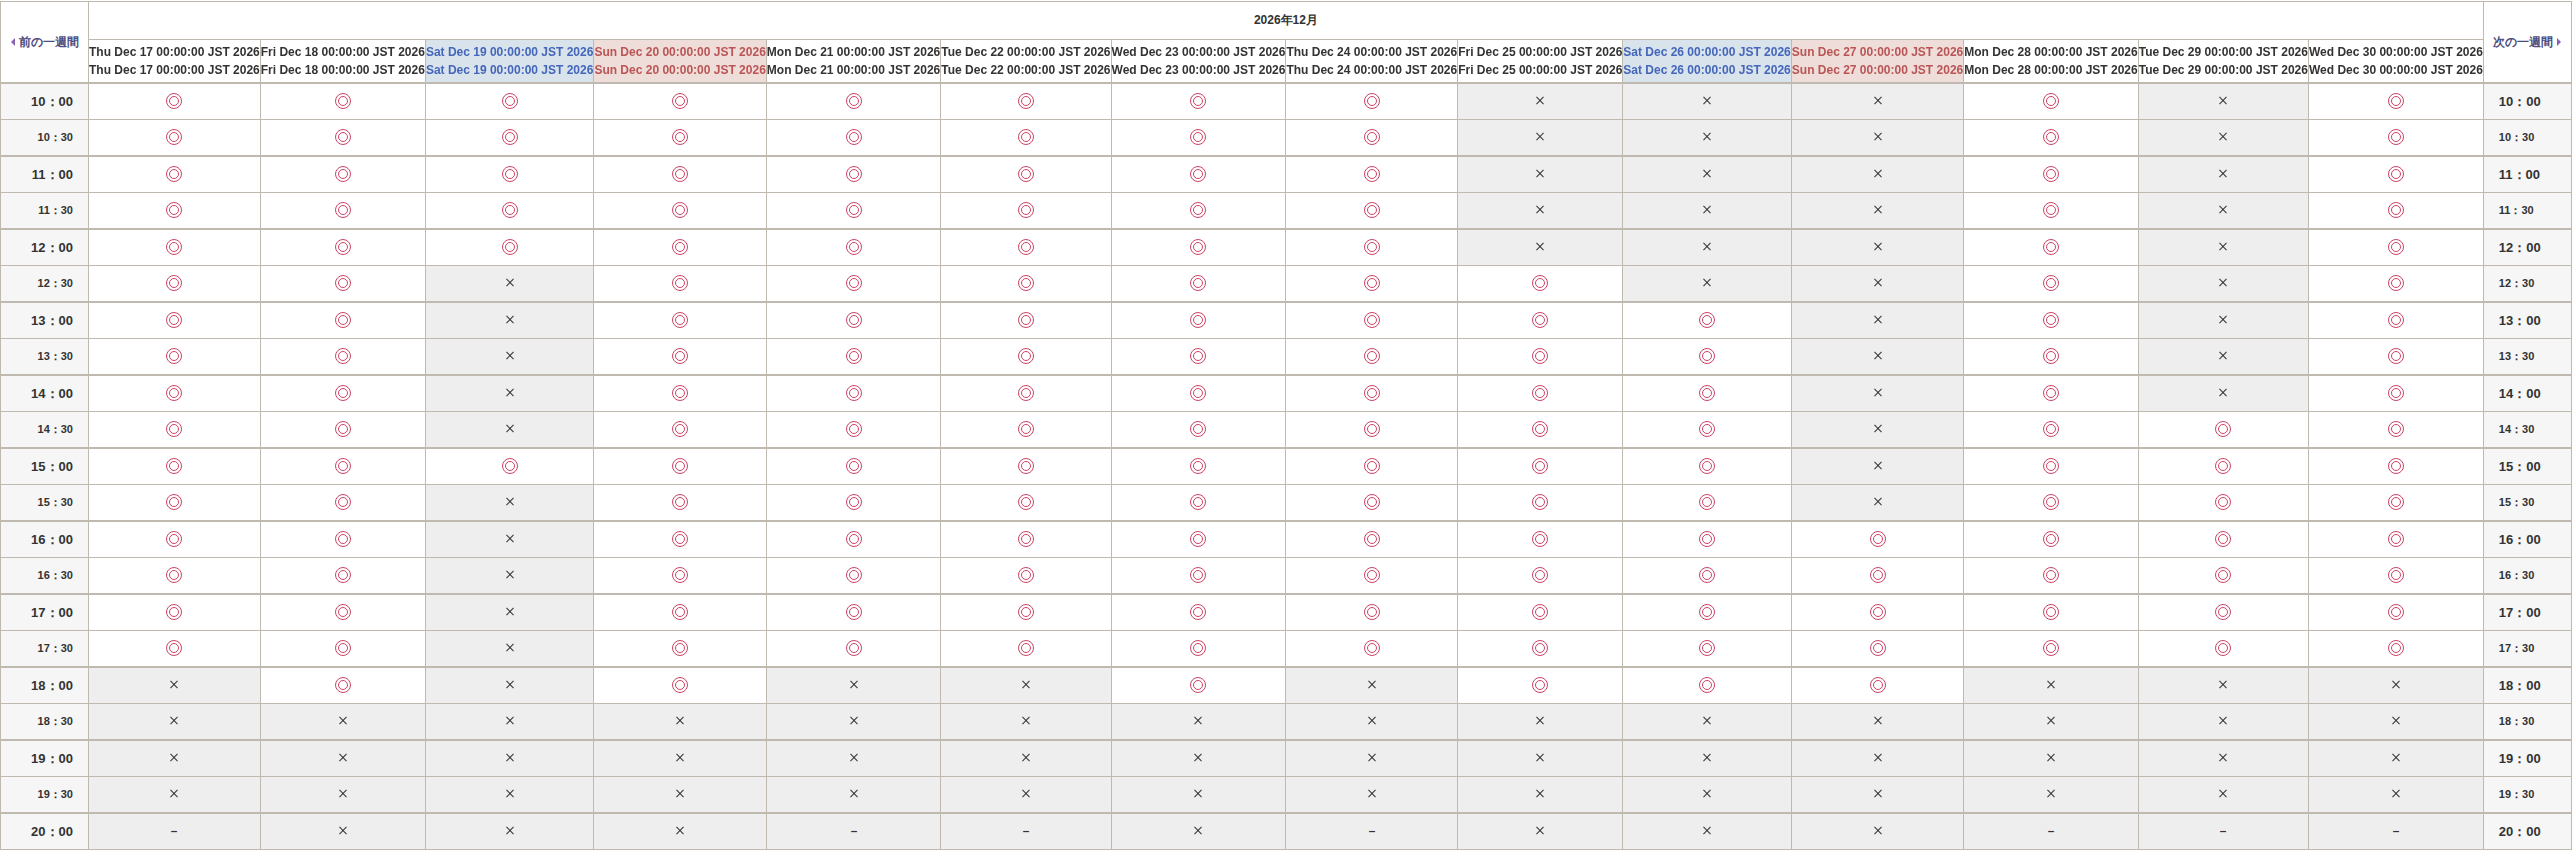 2026年12月
前の一週間
次の一週間
Thu Dec 17 00:00:00 JST 2026 Fri Dec 18 00:00:00 JST 2026 Sat Dec 19 00:00:00 JST 2026 Sun Dec 20 00:00:00 JST 2026 Mon Dec 21 00:00:00 JST 2026 Tue Dec 22 00:00:00 JST 2026 Wed Dec 23 00:00:00 JST 2026 Thu Dec 24 00:00:00 JST 2026 Fri Dec 25 00:00:00 JST 2026 Sat Dec 26 00:00:00 JST 2026 Sun Dec 27 00:00:00 JST 2026 Mon Dec 28 00:00:00 JST 2026 Tue Dec 29 00:00:00 JST 2026 Wed Dec 30 00:00:00 JST 2026
Thu Dec 17 00:00:00 JST 2026 Fri Dec 18 00:00:00 JST 2026 Sat Dec 19 00:00:00 JST 2026 Sun Dec 20 00:00:00 JST 2026 Mon Dec 21 00:00:00 JST 2026 Tue Dec 22 00:00:00 JST 2026 Wed Dec 23 00:00:00 JST 2026 Thu Dec 24 00:00:00 JST 2026 Fri Dec 25 00:00:00 JST 2026 Sat Dec 26 00:00:00 JST 2026 Sun Dec 27 00:00:00 JST 2026 Mon Dec 28 00:00:00 JST 2026 Tue Dec 29 00:00:00 JST 2026 Wed Dec 30 00:00:00 JST 2026
10：00 ◎ ◎ ◎ ◎ ◎ ◎ ◎ ◎ × × × ◎ × ◎ 10：00
10：30 ◎ ◎ ◎ ◎ ◎ ◎ ◎ ◎ × × × ◎ × ◎ 10：30
11：00 ◎ ◎ ◎ ◎ ◎ ◎ ◎ ◎ × × × ◎ × ◎ 11：00
11：30 ◎ ◎ ◎ ◎ ◎ ◎ ◎ ◎ × × × ◎ × ◎ 11：30
12：00 ◎ ◎ ◎ ◎ ◎ ◎ ◎ ◎ × × × ◎ × ◎ 12：00
12：30 ◎ ◎ × ◎ ◎ ◎ ◎ ◎ ◎ × × ◎ × ◎ 12：30
13：00 ◎ ◎ × ◎ ◎ ◎ ◎ ◎ ◎ ◎ × ◎ × ◎ 13：00
13：30 ◎ ◎ × ◎ ◎ ◎ ◎ ◎ ◎ ◎ × ◎ × ◎ 13：30
14：00 ◎ ◎ × ◎ ◎ ◎ ◎ ◎ ◎ ◎ × ◎ × ◎ 14：00
14：30 ◎ ◎ × ◎ ◎ ◎ ◎ ◎ ◎ ◎ × ◎ ◎ ◎ 14：30
15：00 ◎ ◎ ◎ ◎ ◎ ◎ ◎ ◎ ◎ ◎ × ◎ ◎ ◎ 15：00
15：30 ◎ ◎ × ◎ ◎ ◎ ◎ ◎ ◎ ◎ × ◎ ◎ ◎ 15：30
16：00 ◎ ◎ × ◎ ◎ ◎ ◎ ◎ ◎ ◎ ◎ ◎ ◎ ◎ 16：00
16：30 ◎ ◎ × ◎ ◎ ◎ ◎ ◎ ◎ ◎ ◎ ◎ ◎ ◎ 16：30
17：00 ◎ ◎ × ◎ ◎ ◎ ◎ ◎ ◎ ◎ ◎ ◎ ◎ ◎ 17：00
17：30 ◎ ◎ × ◎ ◎ ◎ ◎ ◎ ◎ ◎ ◎ ◎ ◎ ◎ 17：30
18：00 × ◎ × ◎ × × ◎ × ◎ ◎ ◎ × × × 18：00
18：30 × × × × × × × × × × × × × × 18：30
19：00 × × × × × × × × × × × × × × 19：00
19：30 × × × × × × × × × × × × × × 19：30
20：00 － × × × － － × － × × × － － － 20：00